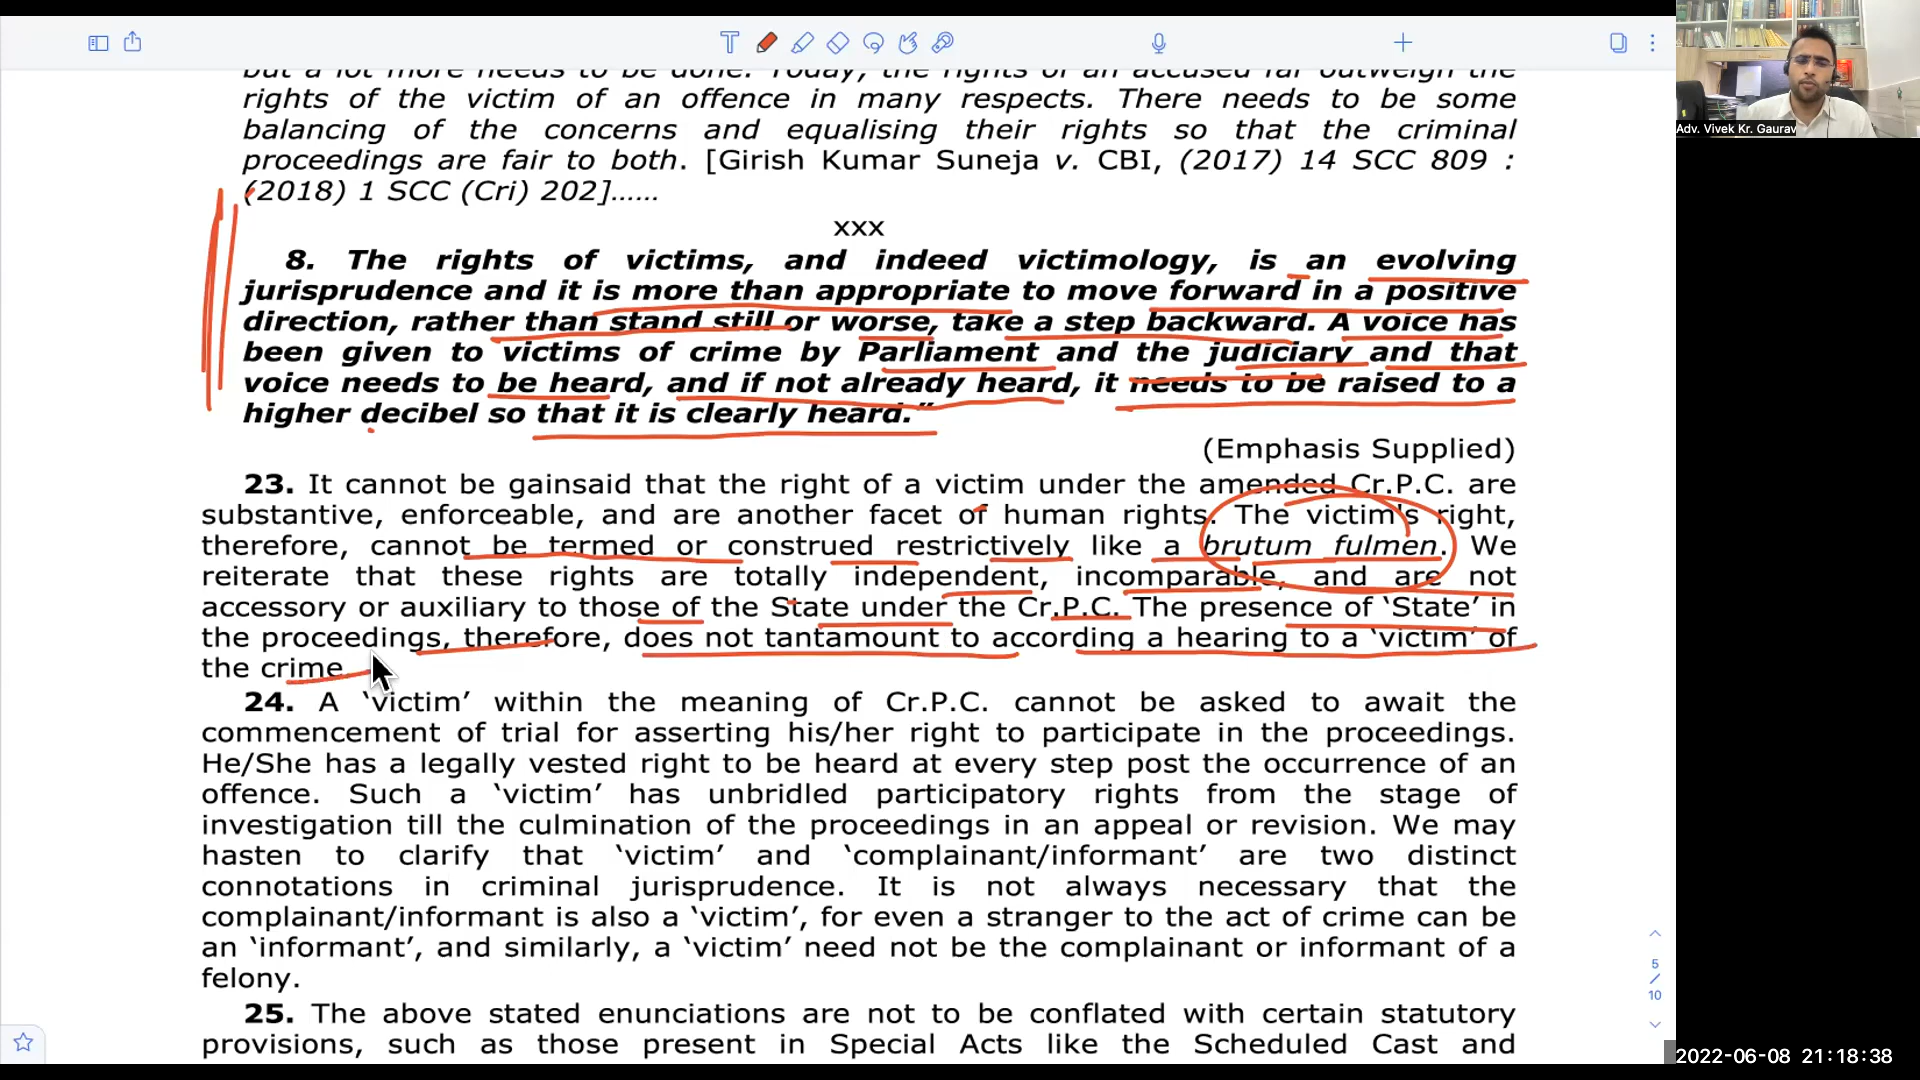 but a lot more needs to be done. Today, the rights of an accused far outweigh the
rights of the victim of an offence in many respects. There needs to be some
balancing of the concerns and equalising their rights so that the criminal
proceedings are fair to both. [Girish Kumar Suneja v. CBI, (2017) 14 SCC 809 :
(2018) 1 SCC (Cri) 202]......
xxx
8. The rights of victims, and indeed victimology, is an evolving
jurisprudence and it is more than appropriate to move forward in a positive
direction, rather than stand still or worse, take a step backward. A voice has
been given to victims of crime by Parliament and the judiciary and that
voice needs to be heard, and if not already heard, it needs to be raised to a
higher decibel so that it is clearly heard.”
(Emphasis Supplied)
23. It cannot be gainsaid that the right of a victim under the amended Cr.P.C. are
substantive, enforceable, and are another facet of human rights. The victim's right,
therefore, cannot be termed or construed restrictively like a brutum fulmen. We
reiterate that these rights are totally independent, incomparable, and are not
accessory or auxiliary to those of the State under the Cr.P.C. The presence of ‘State’ in
the proceedings, therefore, does not tantamount to according a hearing to a ‘victim’ of
the crime.
24. A ‘victim’ within the meaning of Cr.P.C. cannot be asked to await the
commencement of trial for asserting his/her right to participate in the proceedings.
He/She has a legally vested right to be heard at every step post the occurrence of an
offence. Such a ‘victim’ has unbridled participatory rights from the stage of
investigation till the culmination of the proceedings in an appeal or revision. We may
hasten to clarify that ‘victim’ and ‘complainant/informant’ are two distinct
connotations in criminal jurisprudence. It is not always necessary that the
complainant/informant is also a ‘victim’, for even a stranger to the act of crime can be
an ‘informant’, and similarly, a ‘victim’ need not be the complainant or informant of a
felony.
25. The above stated enunciations are not to be conflated with certain statutory
provisions, such as those present in Special Acts like the Scheduled Cast and
5
/
10
Adv. Vivek Kr. Gaurav
2022-06-08 21:18:38